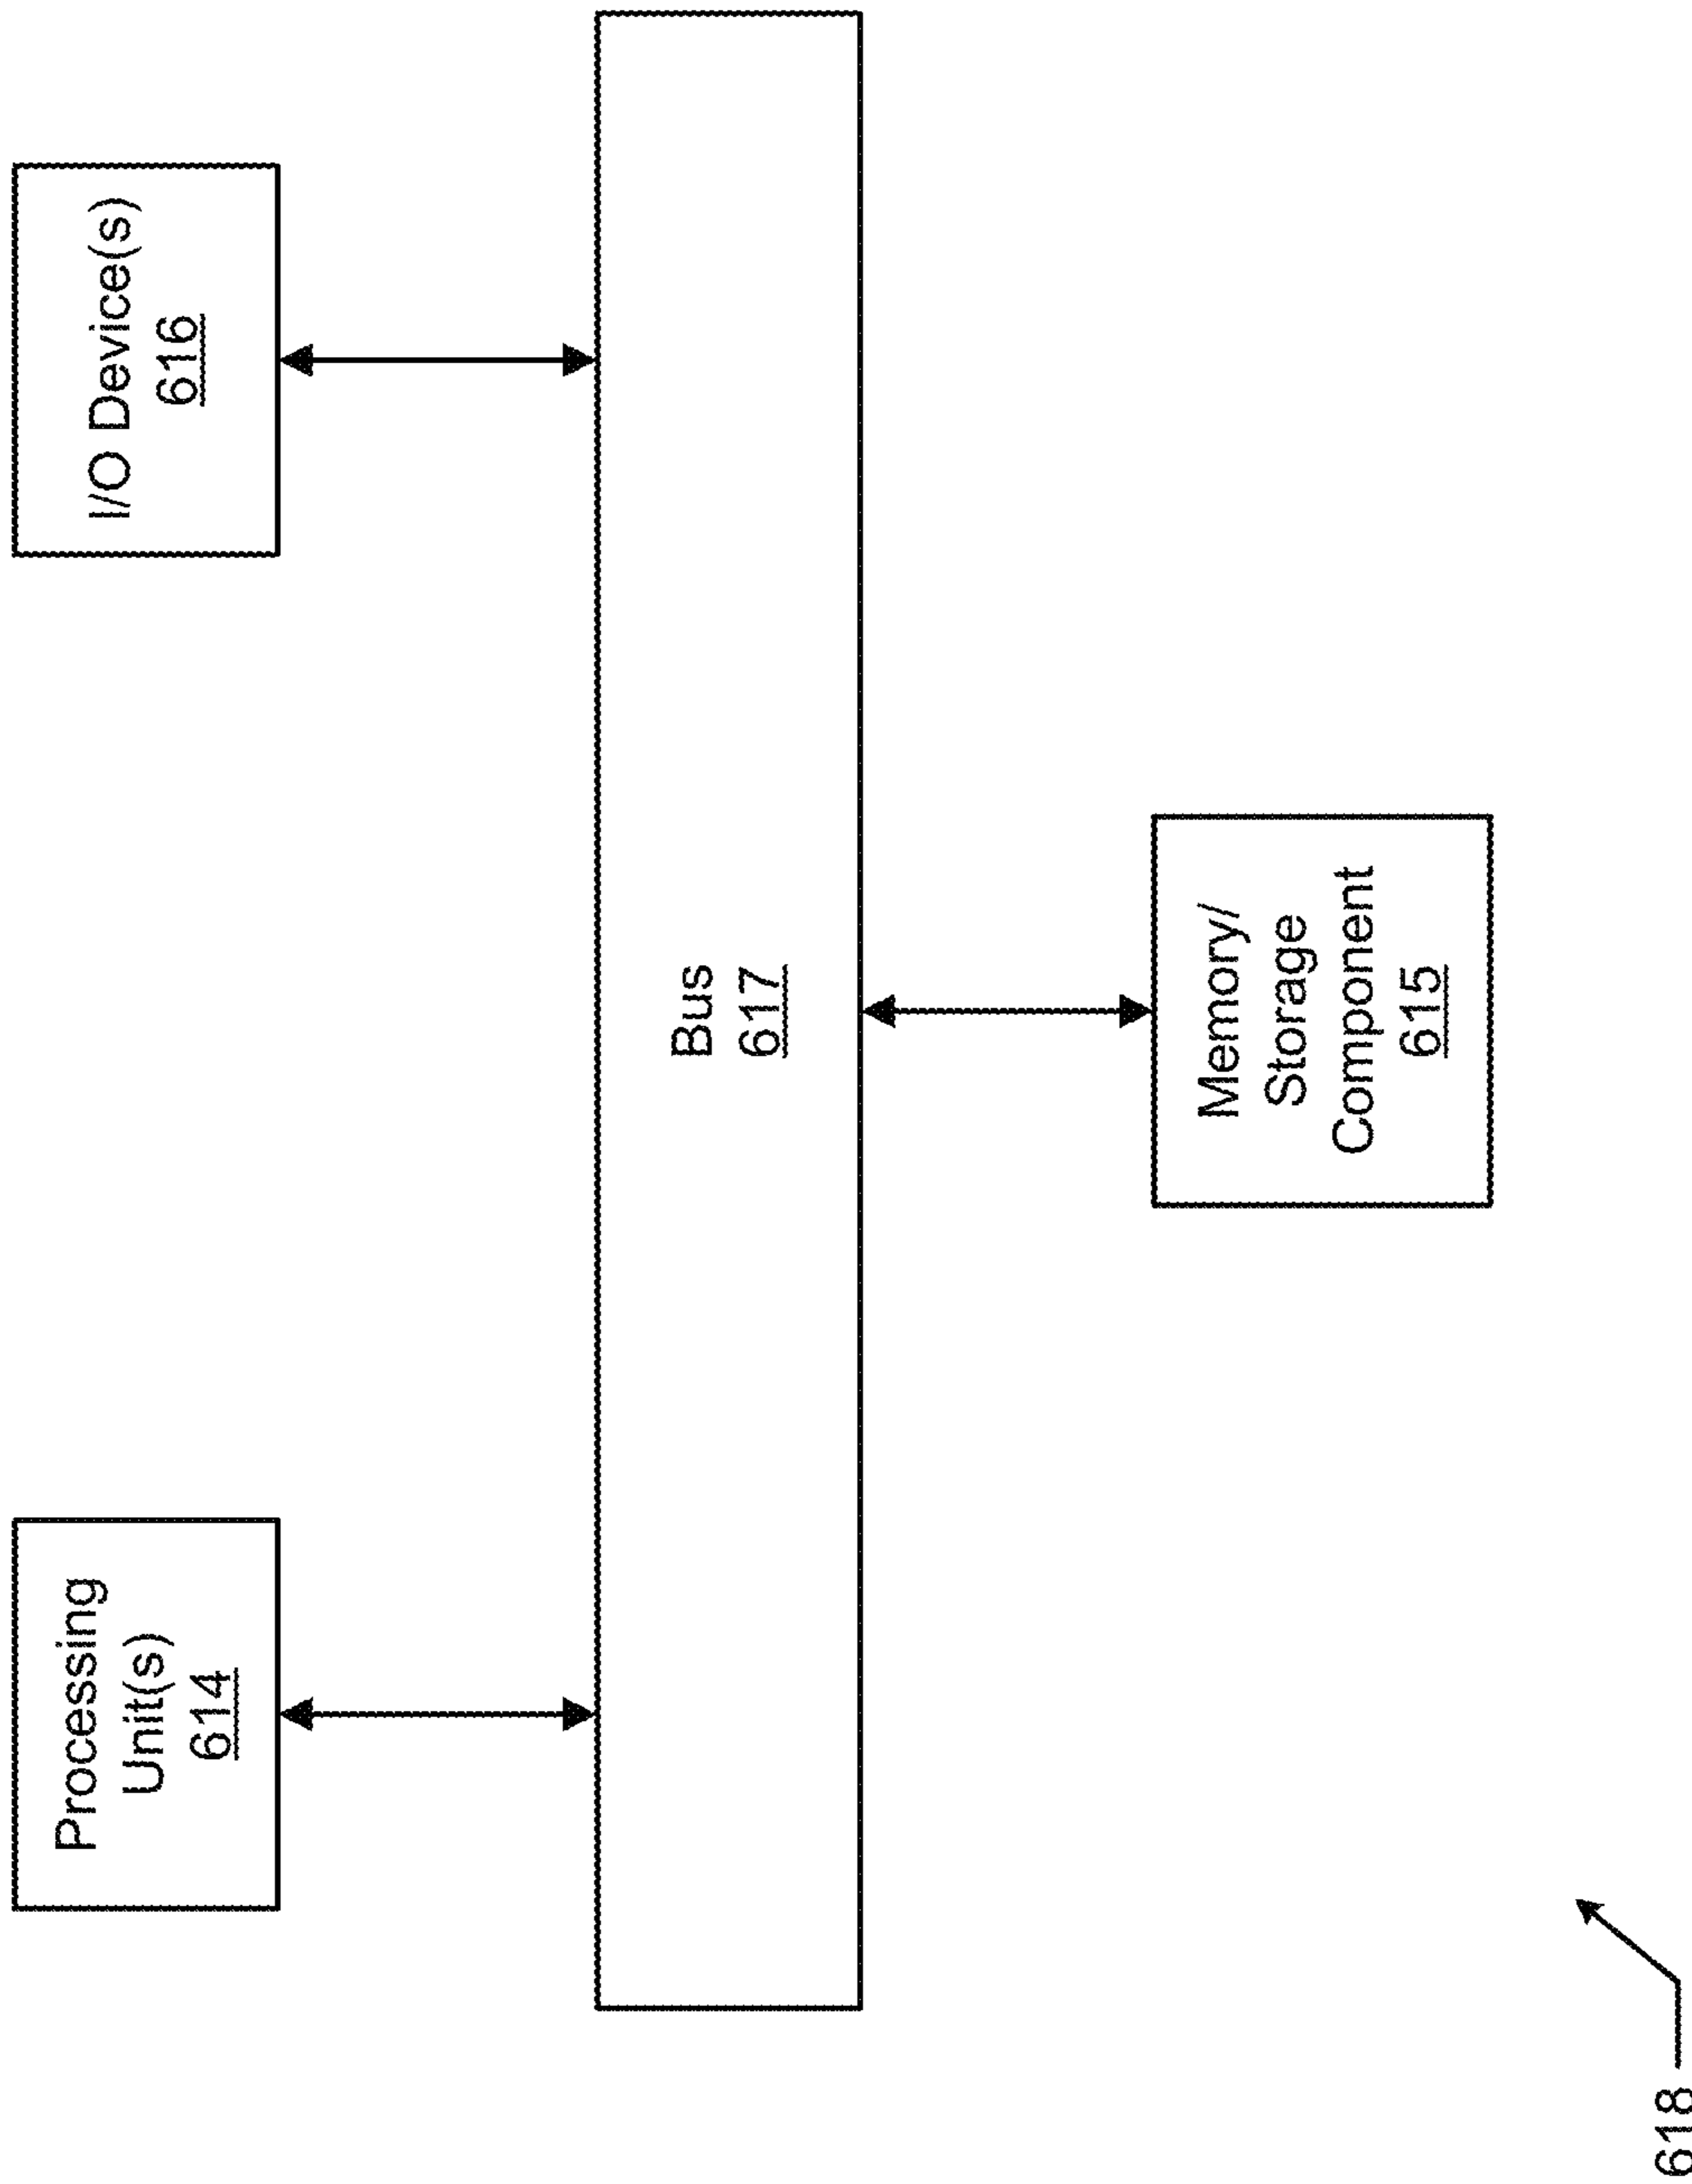 Processing
Unit(s)
614
I/O Device(s)
616
Bus
617
Memory/
Storage
Component
615
618